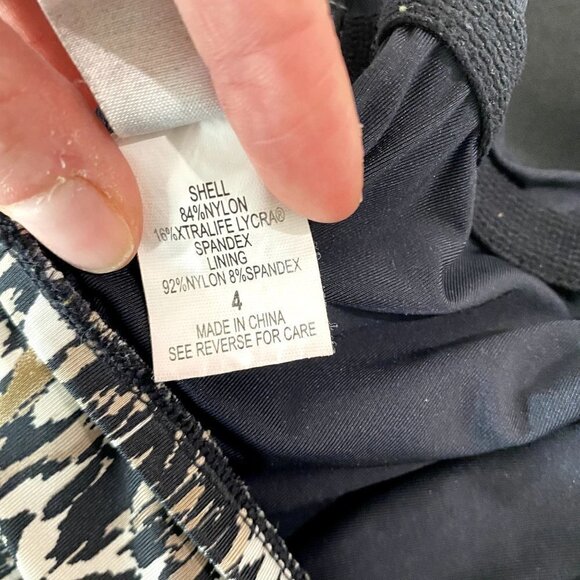 SHELL
84%NYLON
16%XTRALIFE LYCRA®
SPANDEX
LINING
92%NYLON 8%SPANDEX
4
MADE IN CHINA
SEE REVERSE FOR CARE